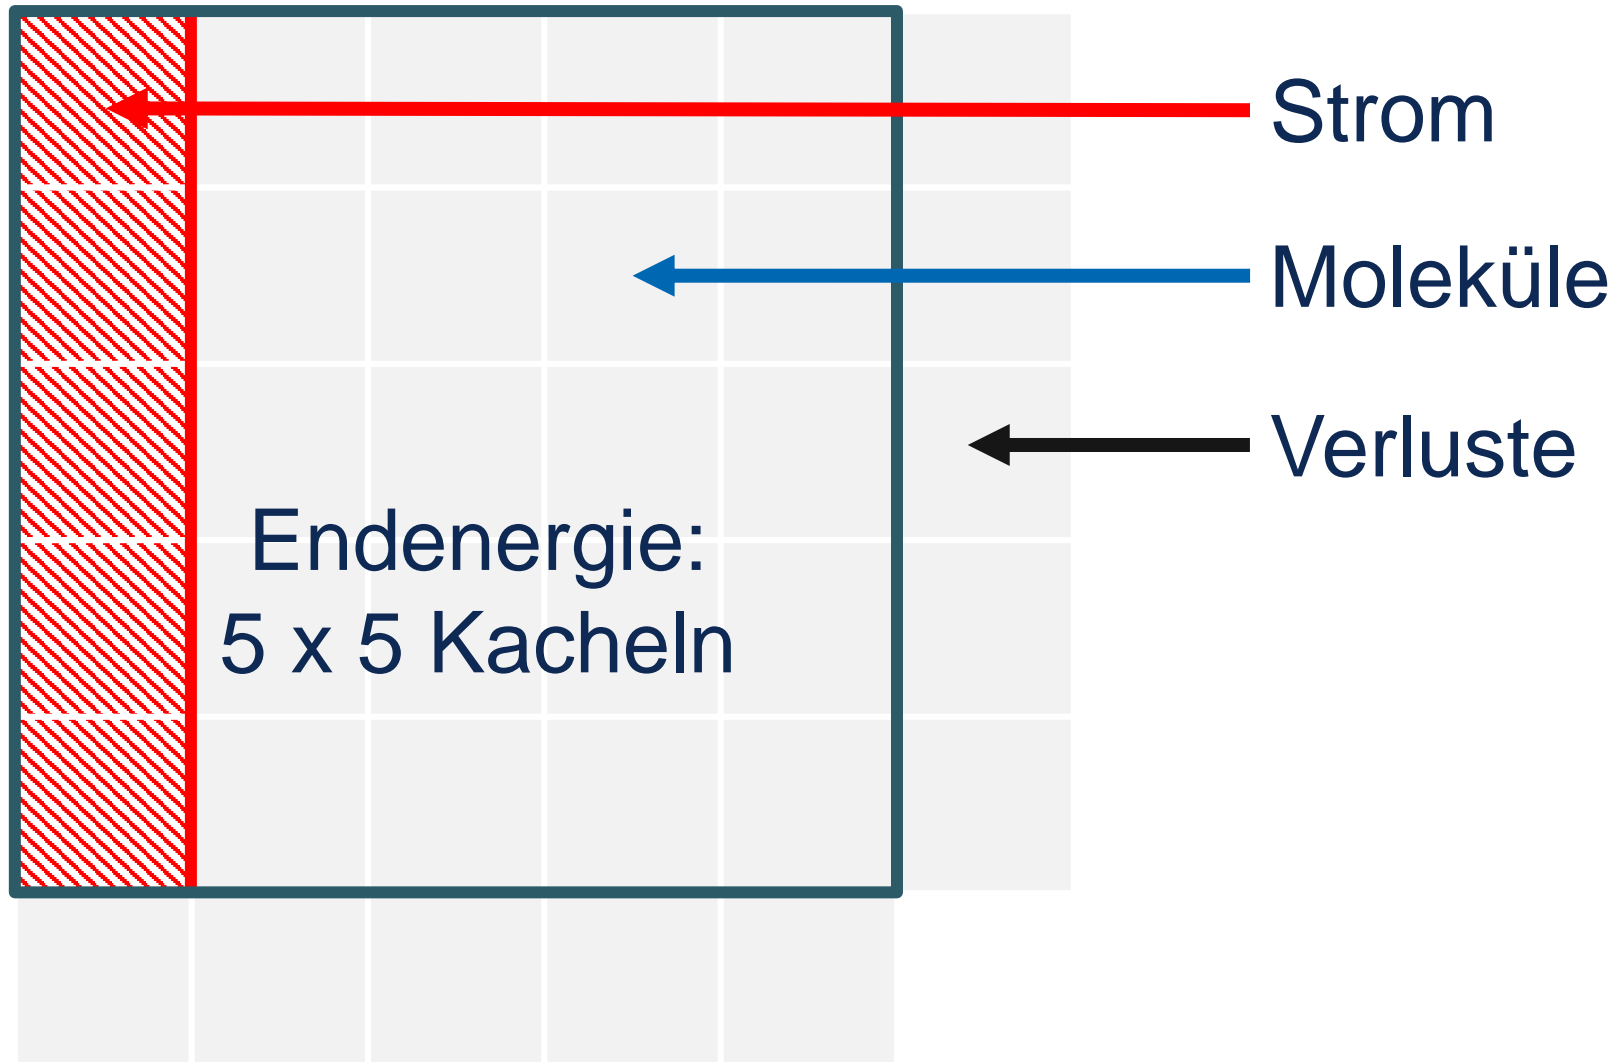 Strom
Moleküle
Verluste
Endenergie:
5 x 5 Kacheln